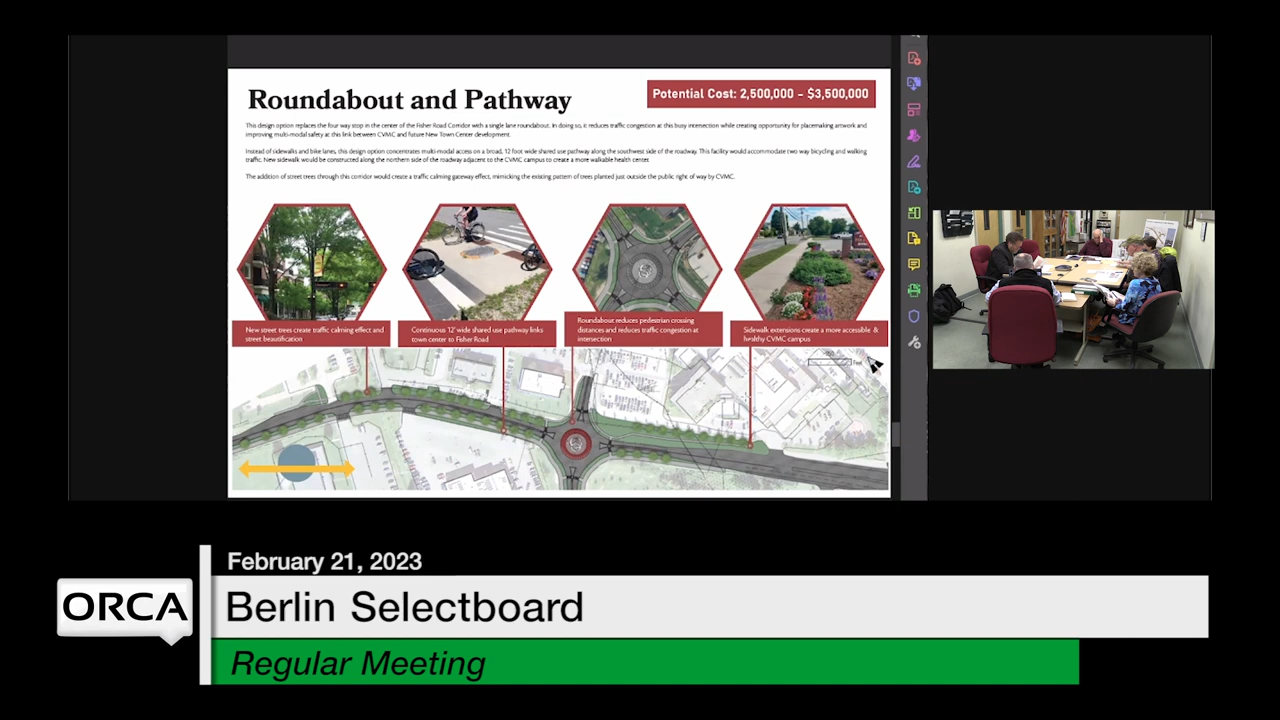 Roundabout and Pathway
Potential Cost: 2,500,000 - $3,500,000
This design option replaces the four way stop in the center of the Fisher Road Corridor with a single lane roundabout. In doing so, it reduces traffic congestion at this busy intersection while creating opportunity for placemaking artwork and
improving multi-modal safety at this link between CVMC and future New Town Center development.
Instead of sidewalks and bike lanes, this design option concentrates multi-modal access on a broad, 12 foot wide shared use pathway along the southwest side of the roadway. This facility would accommodate two way bicycling and walking
traffic. New sidewalk would be constructed along the northern side of the roadway adjacent to the CVMC campus to create a more walkable health center.
The addition of street trees through this corridor would create a traffic calming gateway effect, mimicking the existing pattern of trees planted just outside the public right of way by CVMC.
New street trees create traffic calming effect and
street beautification
Continuous 12' wide shared use pathway links
town center to Fisher Road
Roundabout reduces pedestrian crossing
distances and reduces traffic congestion at
intersection
Sidewalk extensions create a more accessible &
healthy CVMC campus
Feet
February 21, 2023
ORCA
Berlin Selectboard
Regular Meeting